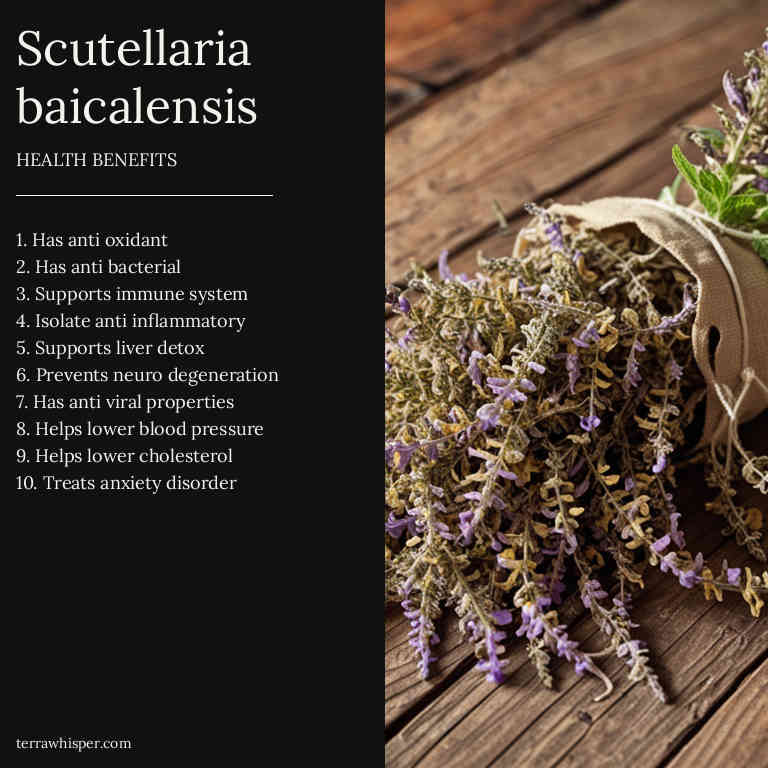 Scutellaria
baicalensis
HEALTH BENEFITS
1. Has anti oxidant
2. Has anti bacterial
3. Supports immune system
4. Isolate anti inflammatory
5. Supports liver detox
6. Prevents neuro degeneration
7. Has anti viral properties
8. Helps lower blood pressure
9. Helps lower cholesterol
10. Treats anxiety disorder
terrawhisper.com